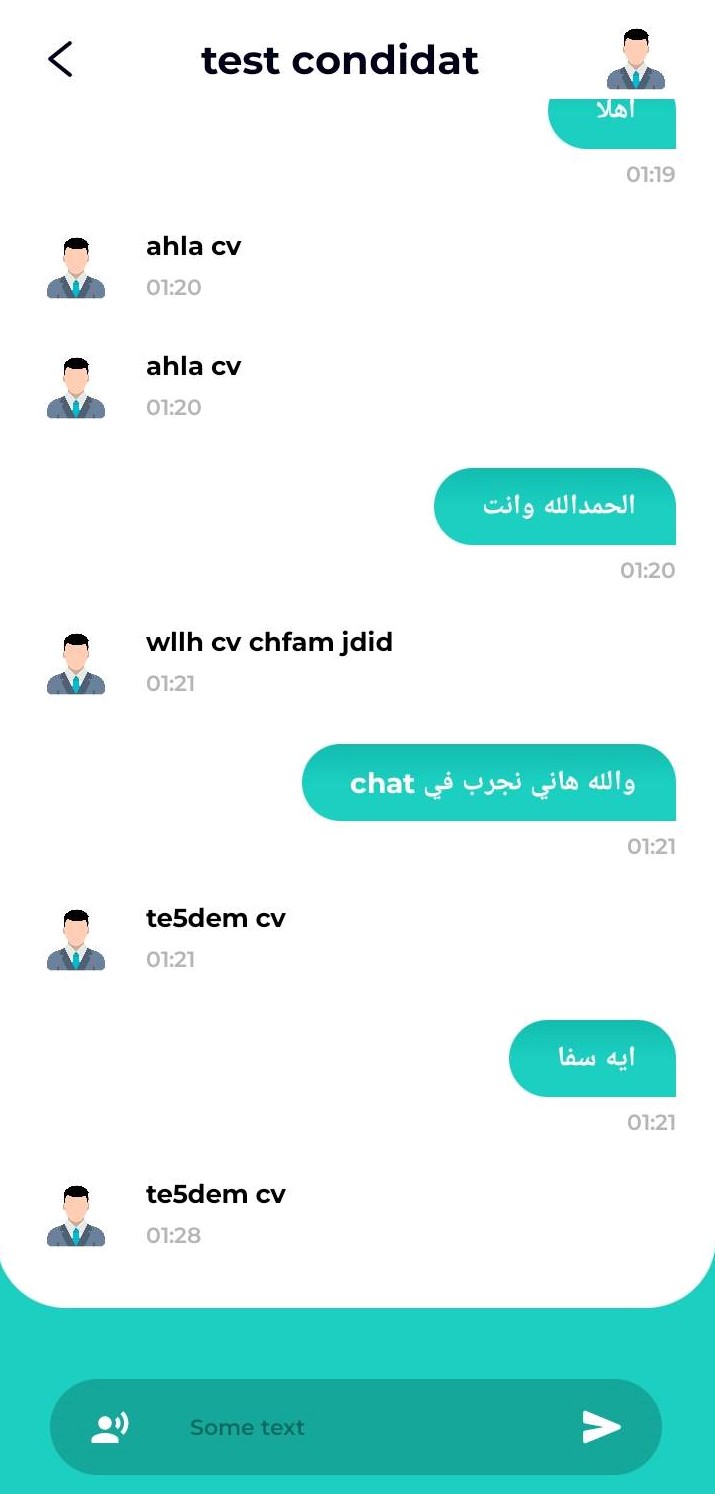 test condidat
اهلا
01:19
ahla cv
01:20
ahla cv
01:20
الحمدالله وانت
01:20
wllh cv chfam jdid
01:21
والله هاني نجرب في chat
01:21
te5dem cv
01:21
ايه سفا
01:21
te5dem cv
01:28
Some text